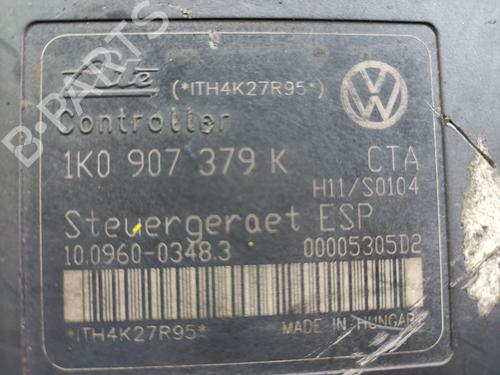 Ate (*ITH4K27R95*)
Controller
1K0 907 379 K CTA
H11/S0104
Steuergeraet ESP
10.0960-0348.3 00005305D2
*ITH4K27R95*
MADE IN HUNGARY
B-PARTS